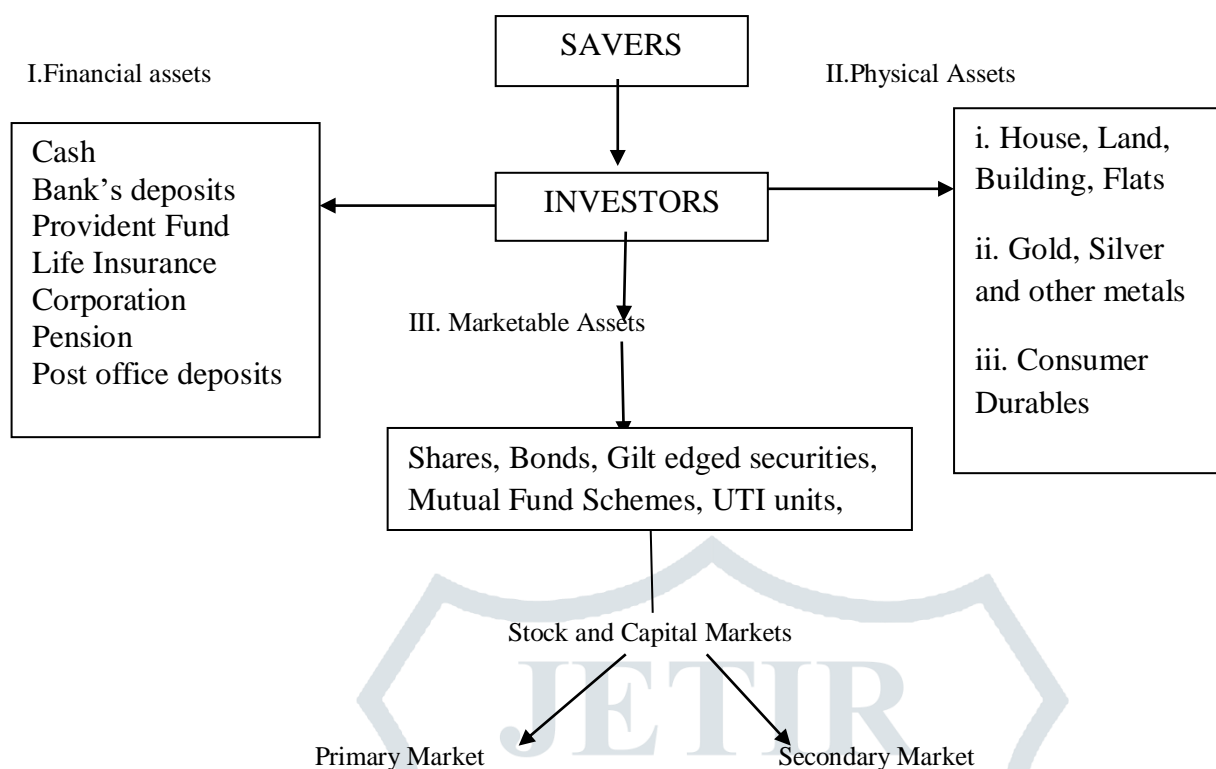 SAVERS
I.Financial assets
II.Physical Assets
Cash
Bank's deposits
Provident Fund
Life Insurance
Corporation
Pension
Post office deposits
INVESTORS
i. House, Land,
Building, Flats
ii. Gold, Silver
and other metals
iii. Consumer
Durables
III. Marketable Assets
Shares, Bonds, Gilt edged securities,
Mutual Fund Schemes, UTI units,
Stock and Capital Markets
JETIR
Primary Market
Secondary Market